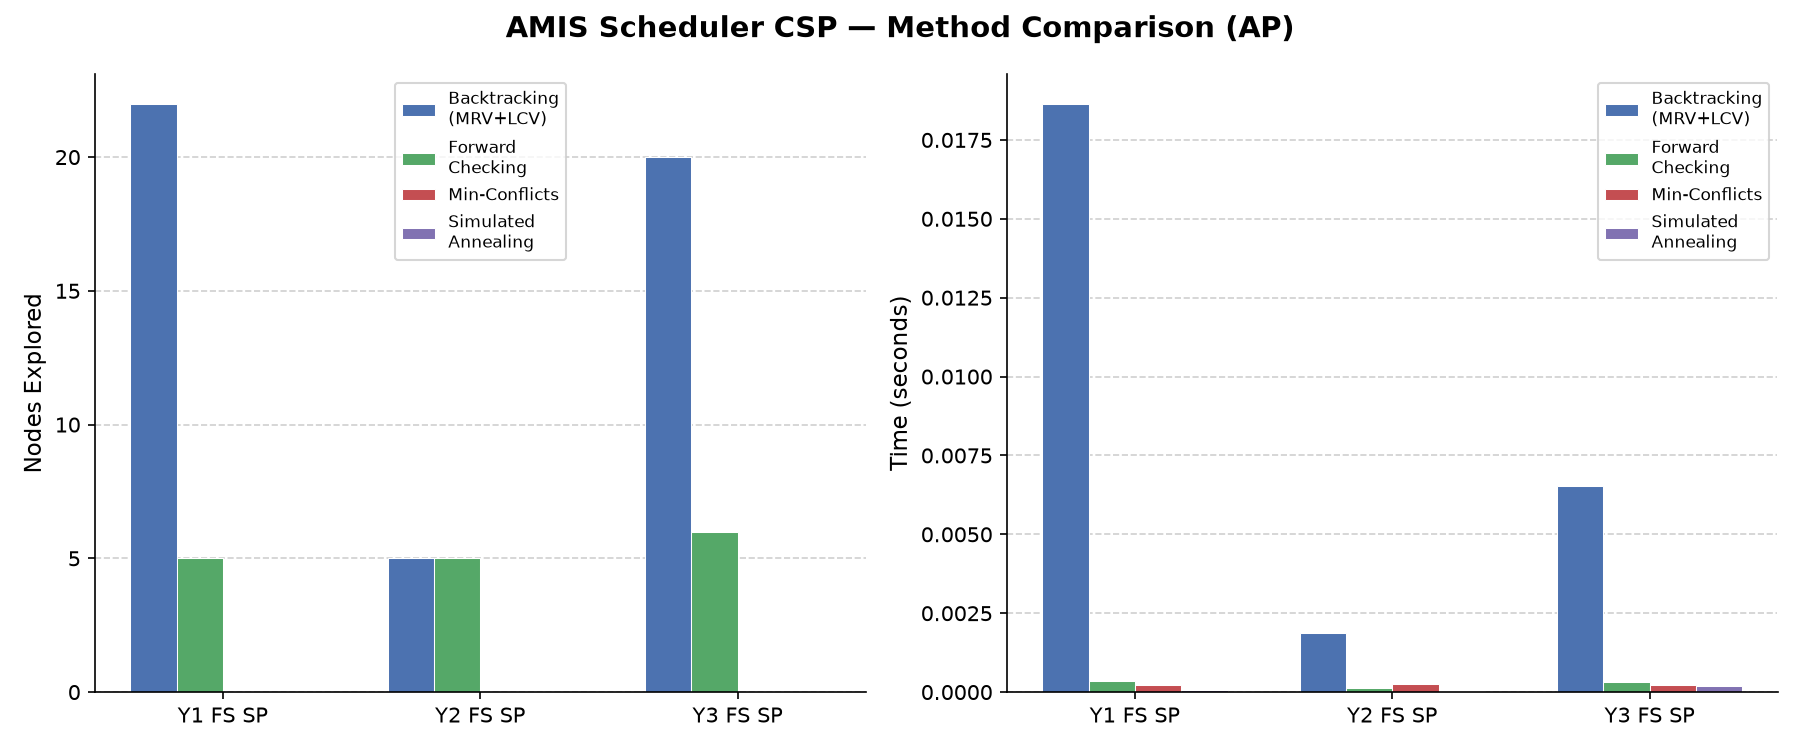 AMIS Scheduler CSP — Method Comparison (AP)
Nodes Explored
20
15
10
5
0
Y1 FS SP
Y2 FS SP
Y3 FS SP
Backtracking
(MRV+LCV)
Forward
Checking
Min-Conflicts
Simulated
Annealing
Time (seconds)
0.0175
0.0150
0.0125
0.0100
0.0075
0.0050
0.0025
0.0000
Y1 FS SP
Y2 FS SP
Y3 FS SP
Backtracking
(MRV+LCV)
Forward
Checking
Min-Conflicts
Simulated
Annealing